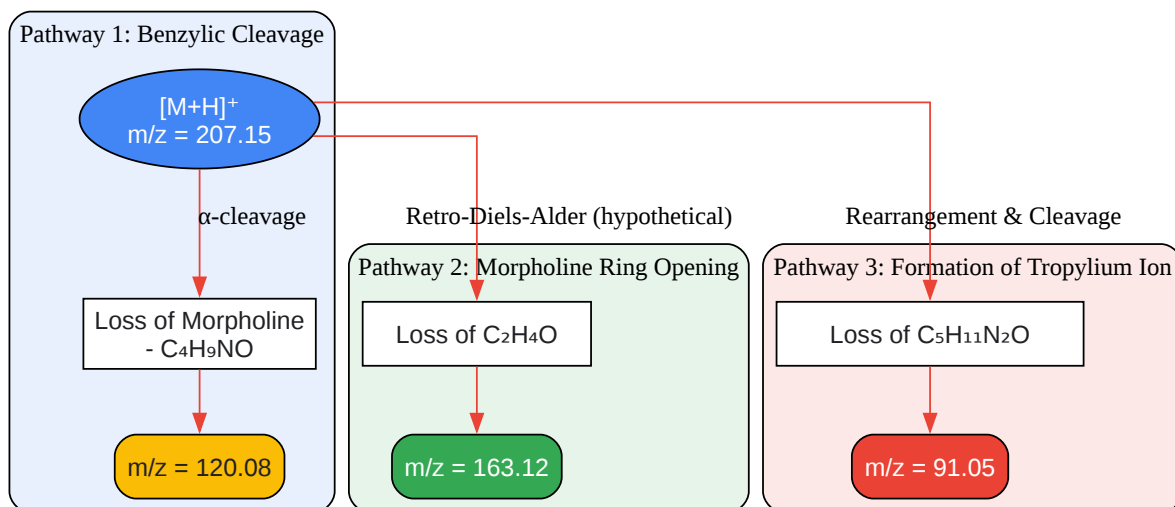 Pathway 1: Benzylic Cleavage
[M+H]⁺
m/z = 207.15
α-cleavage
Retro-Diels-Alder (hypothetical)
Rearrangement & Cleavage
Pathway 2: Morpholine Ring Opening
Pathway 3: Formation of Tropylium Ion
Loss of Morpholine
- C₄H₉NO
Loss of C₂H₄O
Loss of C₅H₁₁N₂O
m/z = 120.08
m/z = 163.12
m/z = 91.05